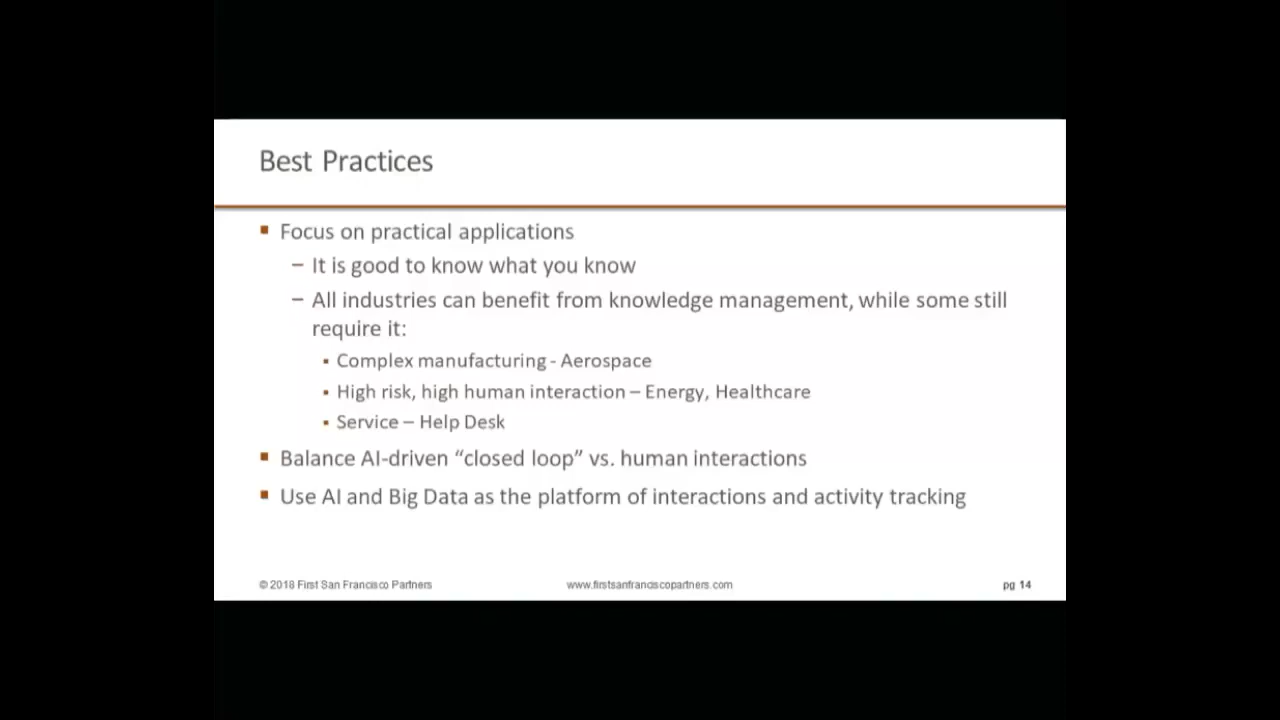 Best Practices
Focus on practical applications
– It is good to know what you know
– All industries can benefit from knowledge management, while some still
require it:
Complex manufacturing - Aerospace
High risk, high human interaction – Energy, Healthcare
Service – Help Desk
Balance AI-driven “closed loop” vs. human interactions
Use AI and Big Data as the platform of interactions and activity tracking
© 2018 First San Francisco Partners
www.firstsanfranciscopartners.com
pg 14